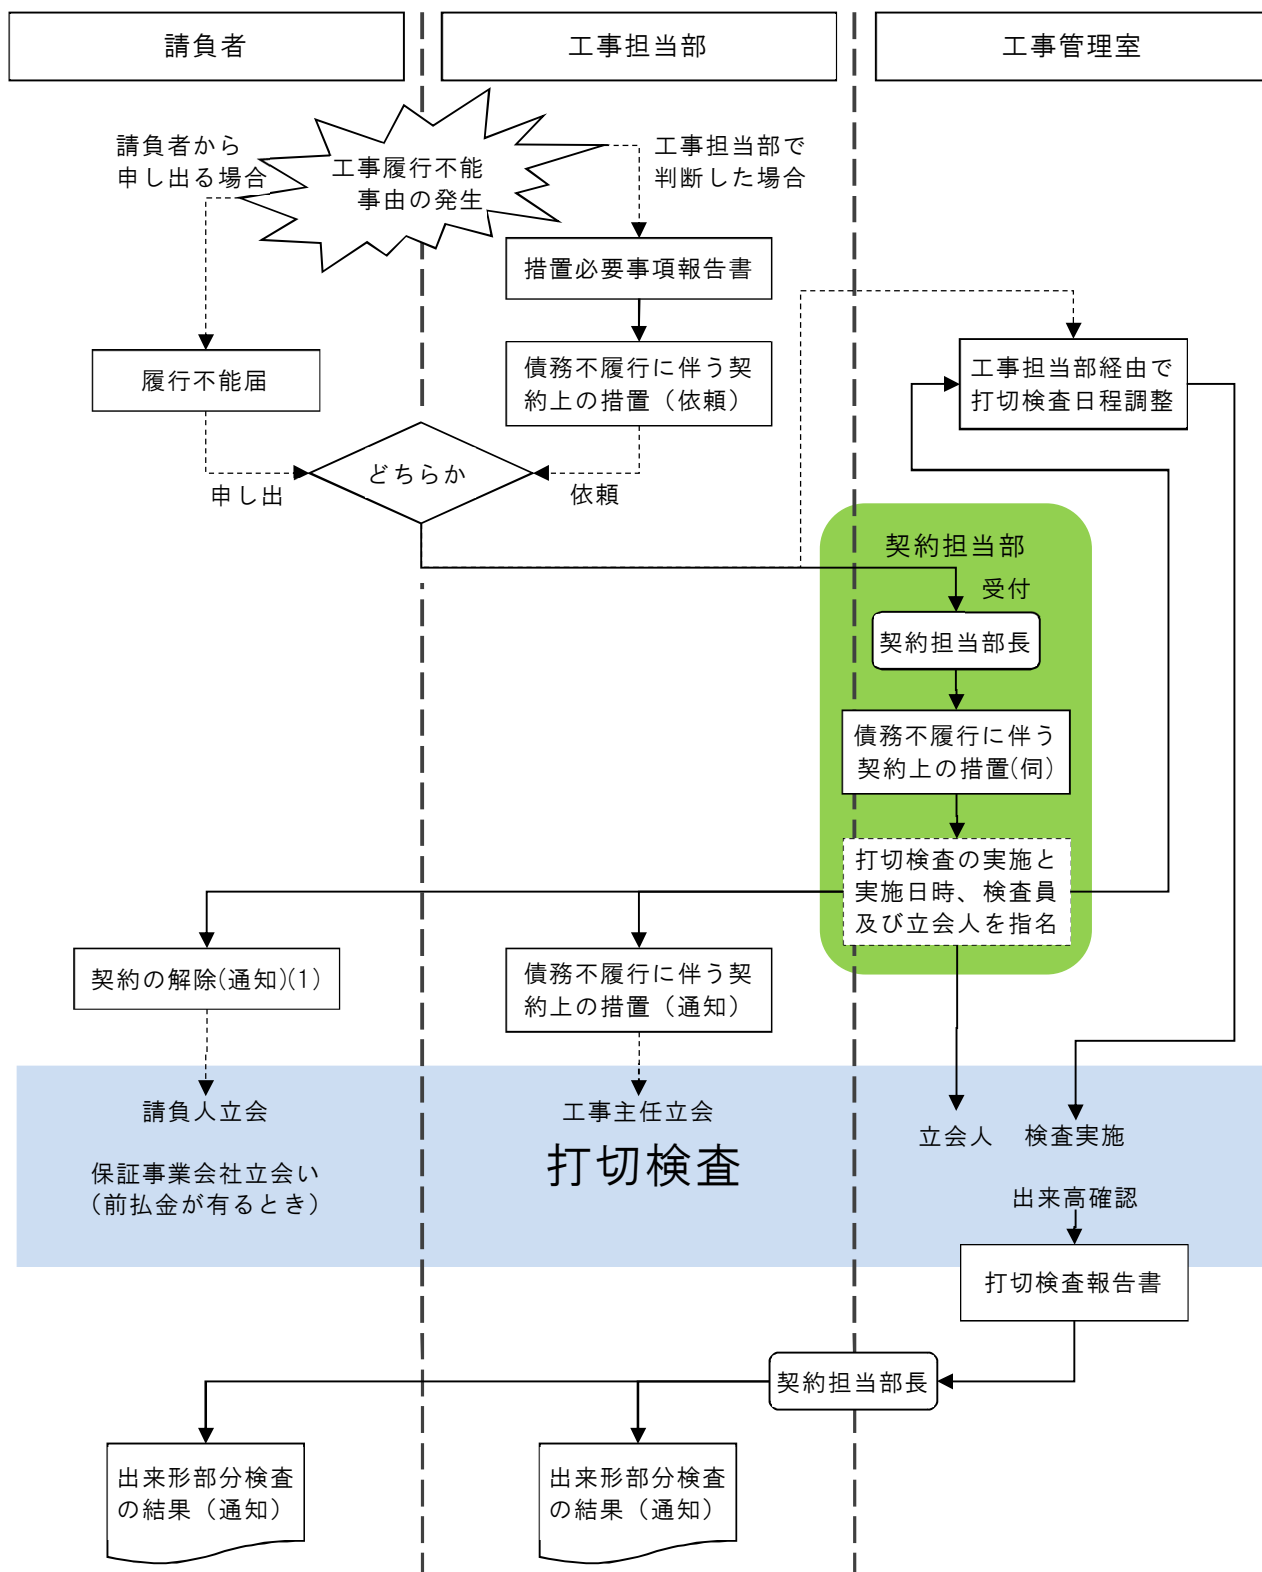 請負者
工事担当部
工事管理室
請負者から
申し出る場合
工事履行不能
事由の発生
工事担当部で
判断した場合
措置必要事項報告書
履行不能届
債務不履行に伴う契
約上の措置（依頼）
工事担当部経由で
打切検査日程調整
どちらか
申し出
依頼
契約担当部
受付
契約担当部長
債務不履行に伴う
契約上の措置(伺)
打切検査の実施と
実施日時、検査員
及び立会人を指名
契約の解除(通知)(1)
債務不履行に伴う契
約上の措置（通知）
請負人立会
工事主任立会
立会人
検査実施
打切検査
保証事業会社立会い
（前払金が有るとき）
出来高確認
打切検査報告書
契約担当部長
出来形部分検査
の結果（通知）
出来形部分検査
の結果（通知）